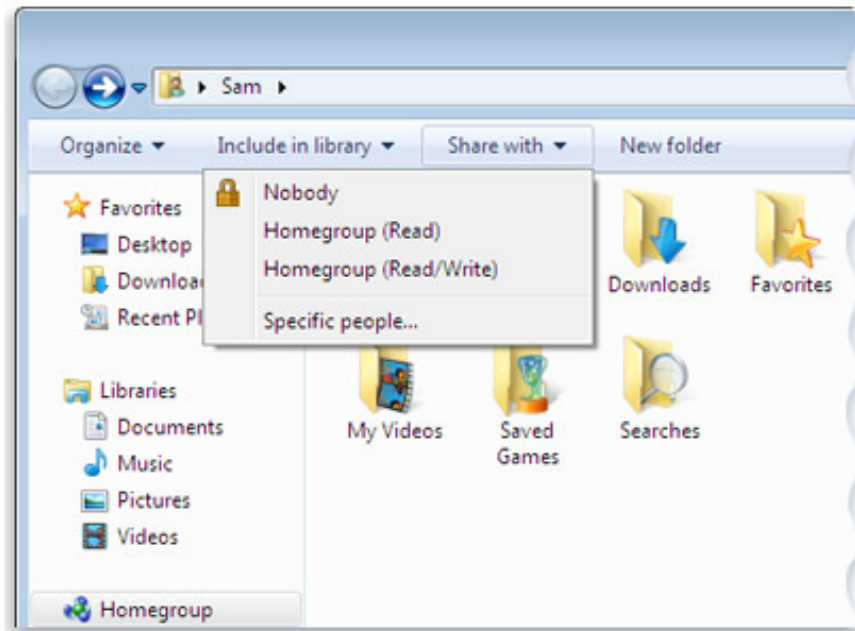 Sam
Organize
Include in library
Share with
New folder
Nobody
Homegroup (Read)
Homegroup (Read/Write)
Specific people...
Favorites
Desktop
Recent
Libraries
Documents
Music
Pictures
Videos
Homegroup
Downloads
Favorites
My Videos
Saved
Games
Searches